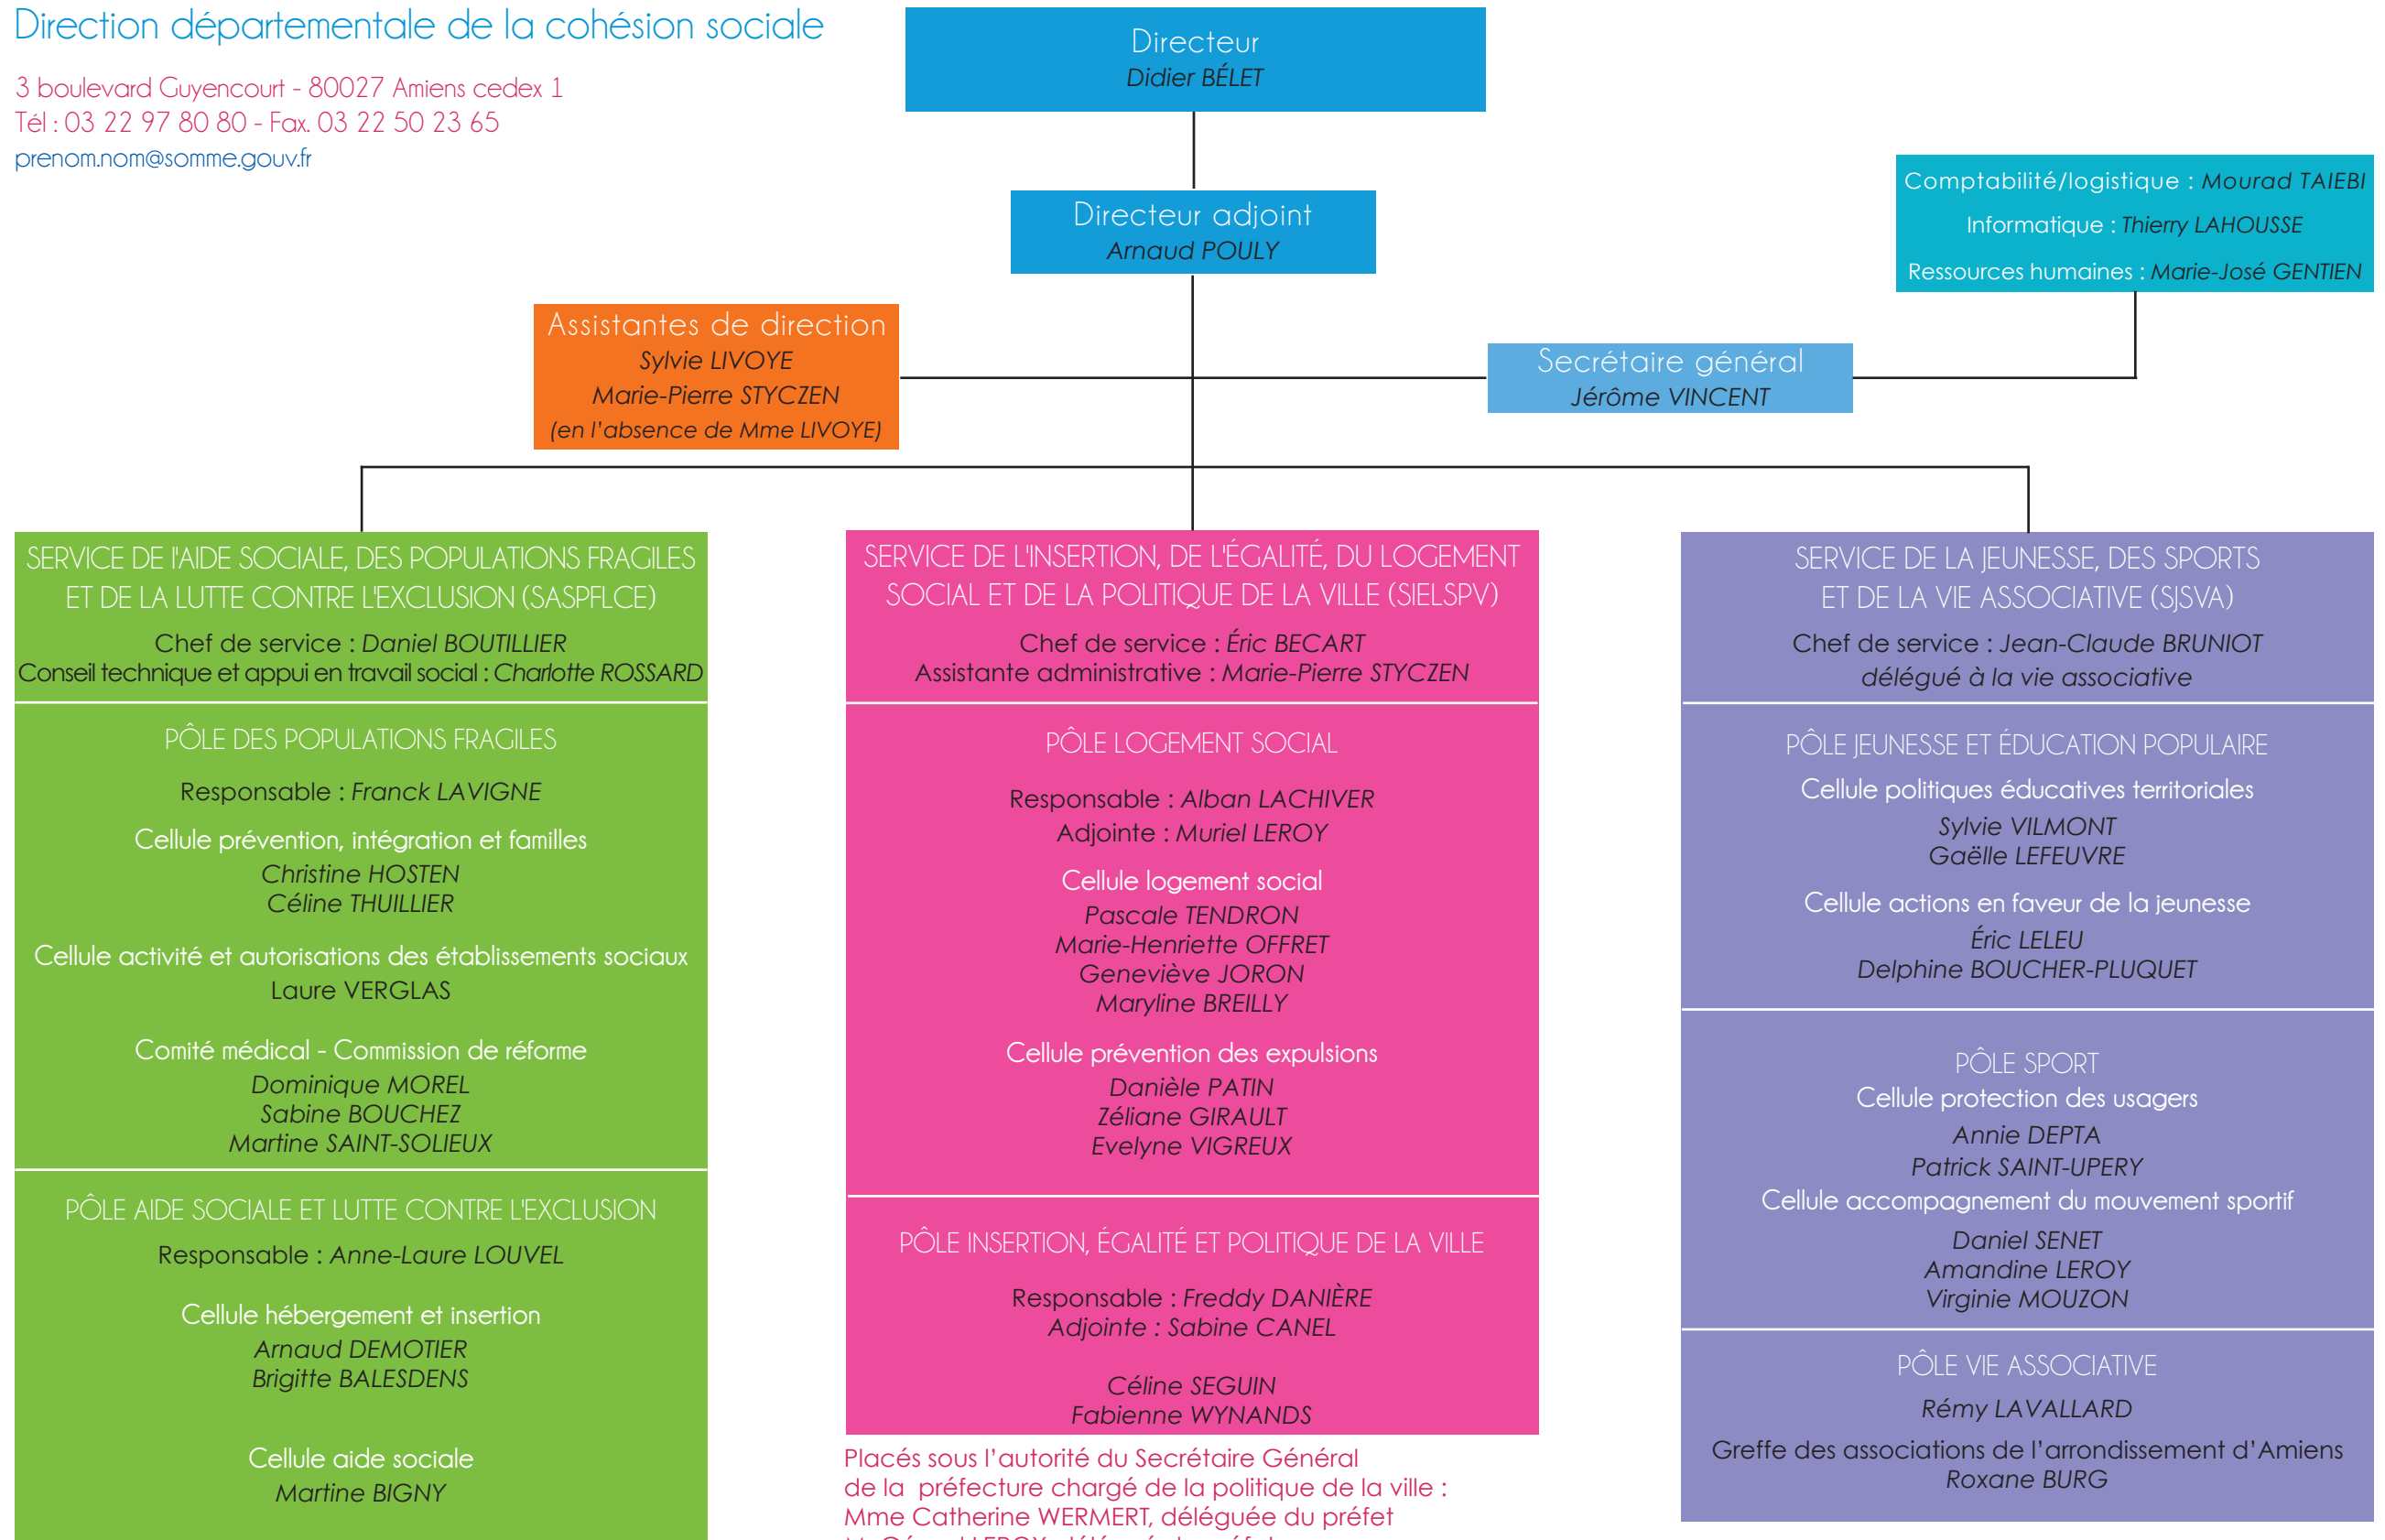 Direction départementale de la cohésion sociale
3 boulevard Guyencourt - 80027 Amiens cedex 1
Tél : 03 22 97 80 80 - Fax. 03 22 50 23 65
prenom.nom@somme.gouv.fr
Directeur
Didier BÉLET
Directeur adjoint
Arnaud POULY
Comptabilité/logistique : Mourad TAIEBI
Informatique : Thierry LAHOUSSE
Ressources humaines : Marie-José GENTIEN
Assistantes de direction
Sylvie LIVOYE
Marie-Pierre STYCZEN
(en l'absence de Mme LIVOYE)
Secrétaire général
Jérôme VINCENT
SERVICE DE l'AIDE SOCIALE, DES POPULATIONS FRAGILES
ET DE LA LUTTE CONTRE L'EXCLUSION (SASPFLCE)
Chef de service : Daniel BOUTILLIER
Conseil technique et appui en travail social : Charlotte ROSSARD
PÔLE DES POPULATIONS FRAGILES
Responsable : Franck LAVIGNE
Cellule prévention, intégration et familles
Christine HOSTEN
Céline THUILLIER
Cellule activité et autorisations des établissements sociaux
Laure VERGLAS
Comité médical - Commission de réforme
Dominique MOREL
Sabine BOUCHEZ
Martine SAINT-SOLIEUX
PÔLE AIDE SOCIALE ET LUTTE CONTRE L'EXCLUSION
Responsable : Anne-Laure LOUVEL
Cellule hébergement et insertion
Arnaud DEMOTIER
Brigitte BALESDENS
Cellule aide sociale
Martine BIGNY
SERVICE DE L'INSERTION, DE L'ÉGALITÉ, DU LOGEMENT
SOCIAL ET DE LA POLITIQUE DE LA VILLE (SIELSPV)
Chef de service : Éric BECART
Assistante administrative : Marie-Pierre STYCZEN
PÔLE LOGEMENT SOCIAL
Responsable : Alban LACHIVER
Adjointe : Muriel LEROY
Cellule logement social
Pascale TENDRON
Marie-Henriette OFFRET
Geneviève JORON
Maryline BREILLY
Cellule prévention des expulsions
Danièle PATIN
Zéliane GIRAULT
Evelyne VIGREUX
PÔLE INSERTION, ÉGALITÉ ET POLITIQUE DE LA VILLE
Responsable : Freddy DANIÈRE
Adjointe : Sabine CANEL
Céline SEGUIN
Fabienne WYNANDS
Placés sous l'autorité du Secrétaire Général
de la préfecture chargé de la politique de la ville :
Mme Catherine WERMERT, déléguée du préfet
SERVICE DE LA JEUNESSE, DES SPORTS
ET DE LA VIE ASSOCIATIVE (SJSVA)
Chef de service : Jean-Claude BRUNIOT
délégué à la vie associative
PÔLE JEUNESSE ET ÉDUCATION POPULAIRE
Cellule politiques éducatives territoriales
Sylvie VILMONT
Gaëlle LEFEUVRE
Cellule actions en faveur de la jeunesse
Éric LELEU
Delphine BOUCHER-PLUQUET
PÔLE SPORT
Cellule protection des usagers
Annie DEPTA
Patrick SAINT-UPERY
Cellule accompagnement du mouvement sportif
Daniel SENET
Amandine LEROY
Virginie MOUZON
PÔLE VIE ASSOCIATIVE
Rémy LAVALLARD
Greffe des associations de l'arrondissement d'Amiens
Roxane BURG